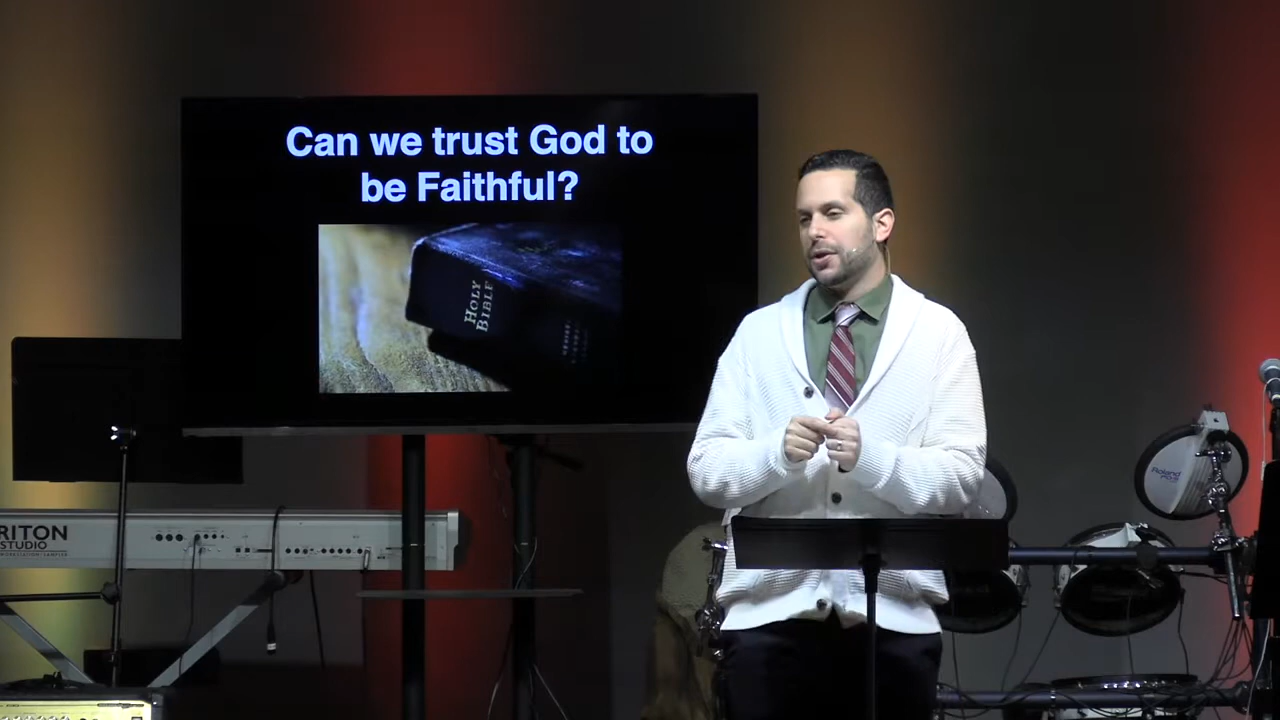 Can we trust God to
be Faithful?
HOLY
BIBLE
RITON
STUDIO
Roland